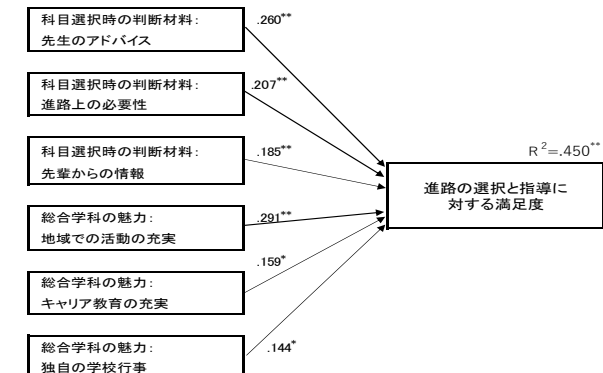 科目選択時の判断材料:
先生のアドバイス
.260**
科目選択時の判断材料:
進路上の必要性
.207**
科目選択時の判断材料:
先輩からの情報
.185**
総合学科の魅力:
地域での活動の充実
.291**
総合学科の魅力:
キャリア教育の充実
.159*
総合学科の魅力:
独自の学校行事
.144*
R²=.450**
進路の選択と指導に
対する満足度